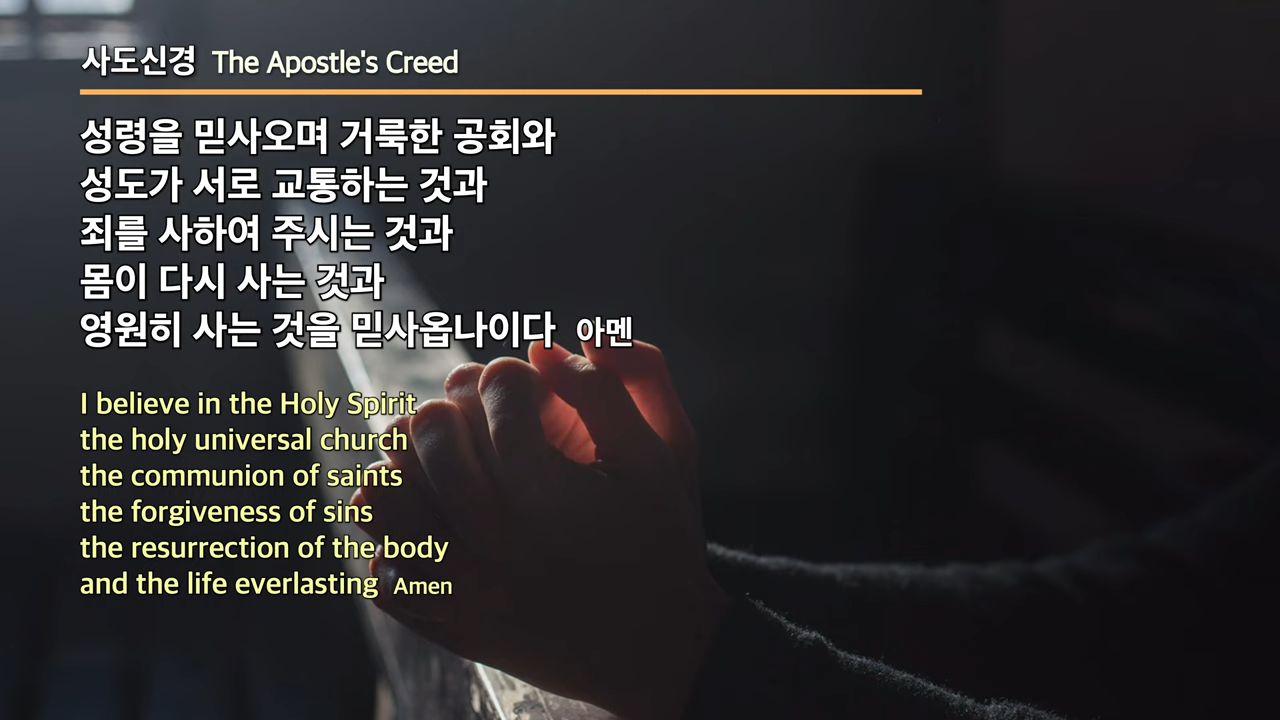 사도신경 The Apostle's Creed
성령을 믿사오며 거룩한 공회와
성도가 서로 교통하는 것과
죄를 사하여 주시는 것과
몸이 다시 사는 것과
영원히 사는 것을 믿사옵나이다 아멘
I believe in the Holy Spirit
the holy universal church
the communion of saints
the forgiveness of sins
the resurrection of the body
and the life everlasting Amen